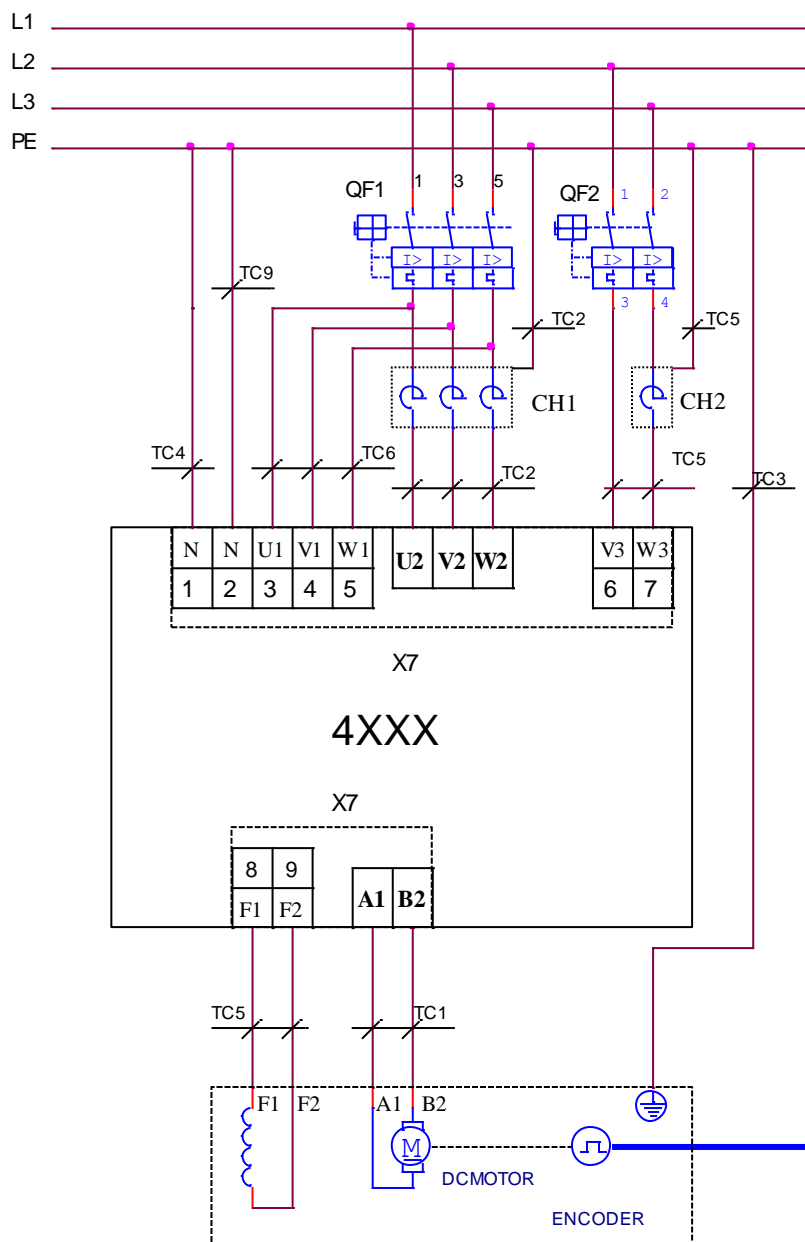 L1
L2
L3
PE
QF1 1 3 5 QF2 1 2
I> I> I> I> I>
TC9 3 4
TC2 TC5
CH1 CH2
TC4 TC6 TC2 TC5 TC3
N N U1 V1 W1 U2 V2 W2 V3 W3
1 2 3 4 5 6 7
X7
4XXX
X7
8 9
F1 F2 A1 B2
TC5 TC1
F1 F2 A1 B2
M
DCMOTOR
ENCODER